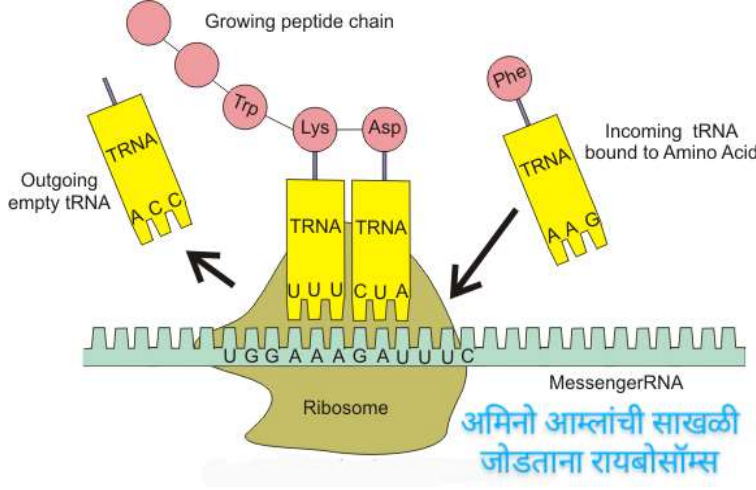 Growing peptide chain
Trp
Lys
Asp
Phe
Incoming tRNA
bound to Amino Acid
TRNA
TRNA
Outgoing
empty tRNA
A C C
TRNA
TRNA
A A G
U U U
C U A
U G G A A A G A U U U C
MessengerRNA
Ribosome
अमिनो आम्लांची साखळी
जोडताना रायबोसॉम्स